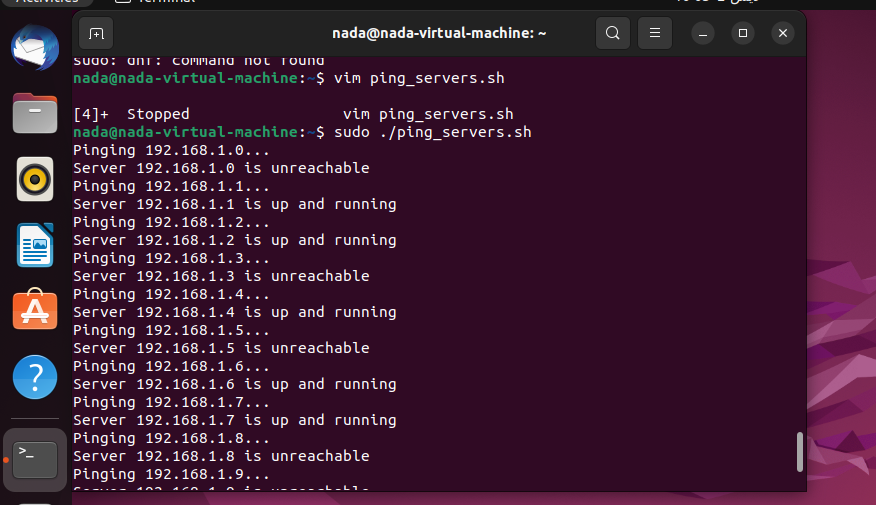 nada@nada-virtual-machine: ~
sudo: dnf: command not found
nada@nada-virtual-machine:~$ vim ping_servers.sh
[4]+  Stopped                 vim ping_servers.sh
nada@nada-virtual-machine:~$ sudo ./ping_servers.sh
Pinging 192.168.1.0...
Server 192.168.1.0 is unreachable
Pinging 192.168.1.1...
Server 192.168.1.1 is up and running
Pinging 192.168.1.2...
Server 192.168.1.2 is up and running
Pinging 192.168.1.3...
Server 192.168.1.3 is unreachable
Pinging 192.168.1.4...
Server 192.168.1.4 is up and running
Pinging 192.168.1.5...
Server 192.168.1.5 is unreachable
Pinging 192.168.1.6...
Server 192.168.1.6 is up and running
Pinging 192.168.1.7...
Server 192.168.1.7 is up and running
Pinging 192.168.1.8...
Server 192.168.1.8 is unreachable
Pinging 192.168.1.9...
Server 192.168.1.9 is unreachable